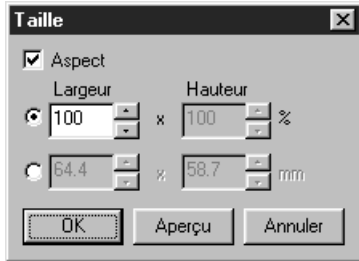 Taille
Aspect
Largeur Hauteur
100 x 100 %
64.4 x 58.7 mm
OK Aperçu Annuler